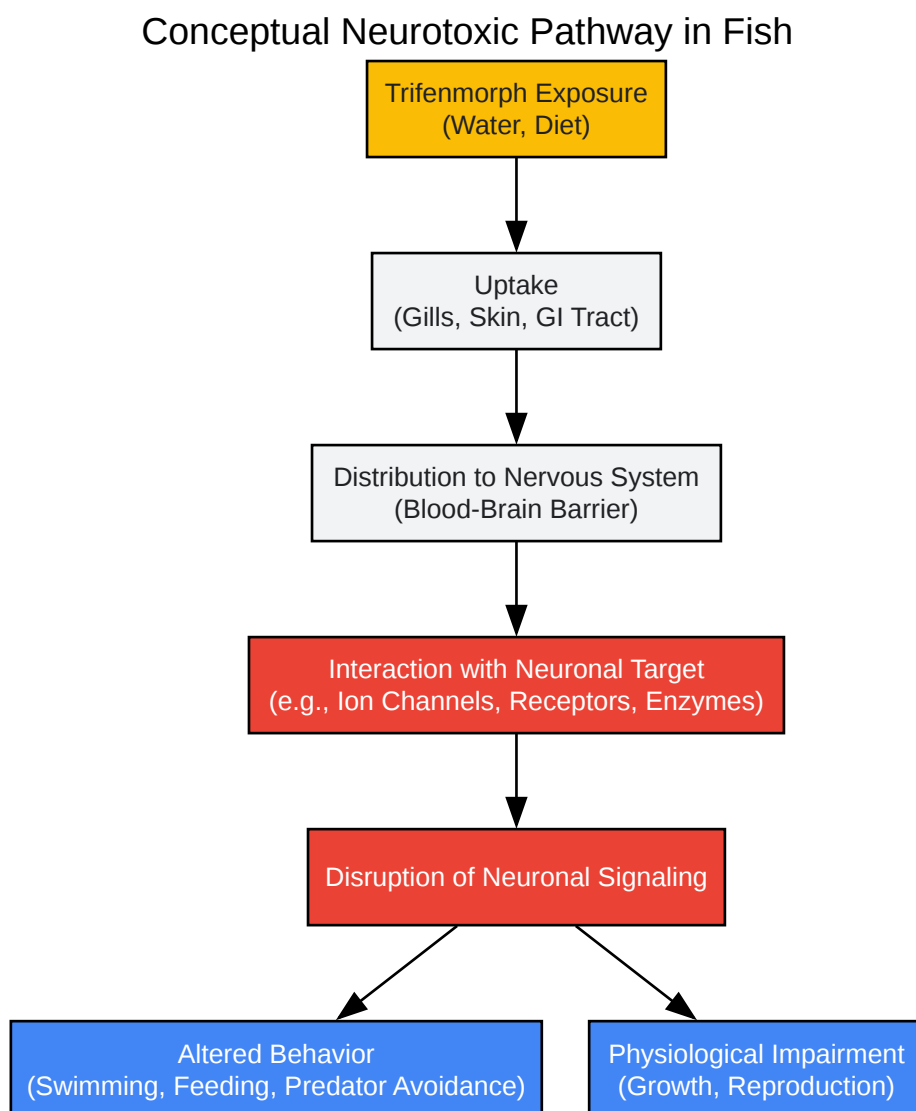 Conceptual Neurotoxic Pathway in Fish
Trifenmorph Exposure
(Water, Diet)
Uptake
(Gills, Skin, GI Tract)
Distribution to Nervous System
(Blood-Brain Barrier)
Interaction with Neuronal Target
(e.g., Ion Channels, Receptors, Enzymes)
Disruption of Neuronal Signaling
Altered Behavior
(Swimming, Feeding, Predator Avoidance)
Physiological Impairment
(Growth, Reproduction)